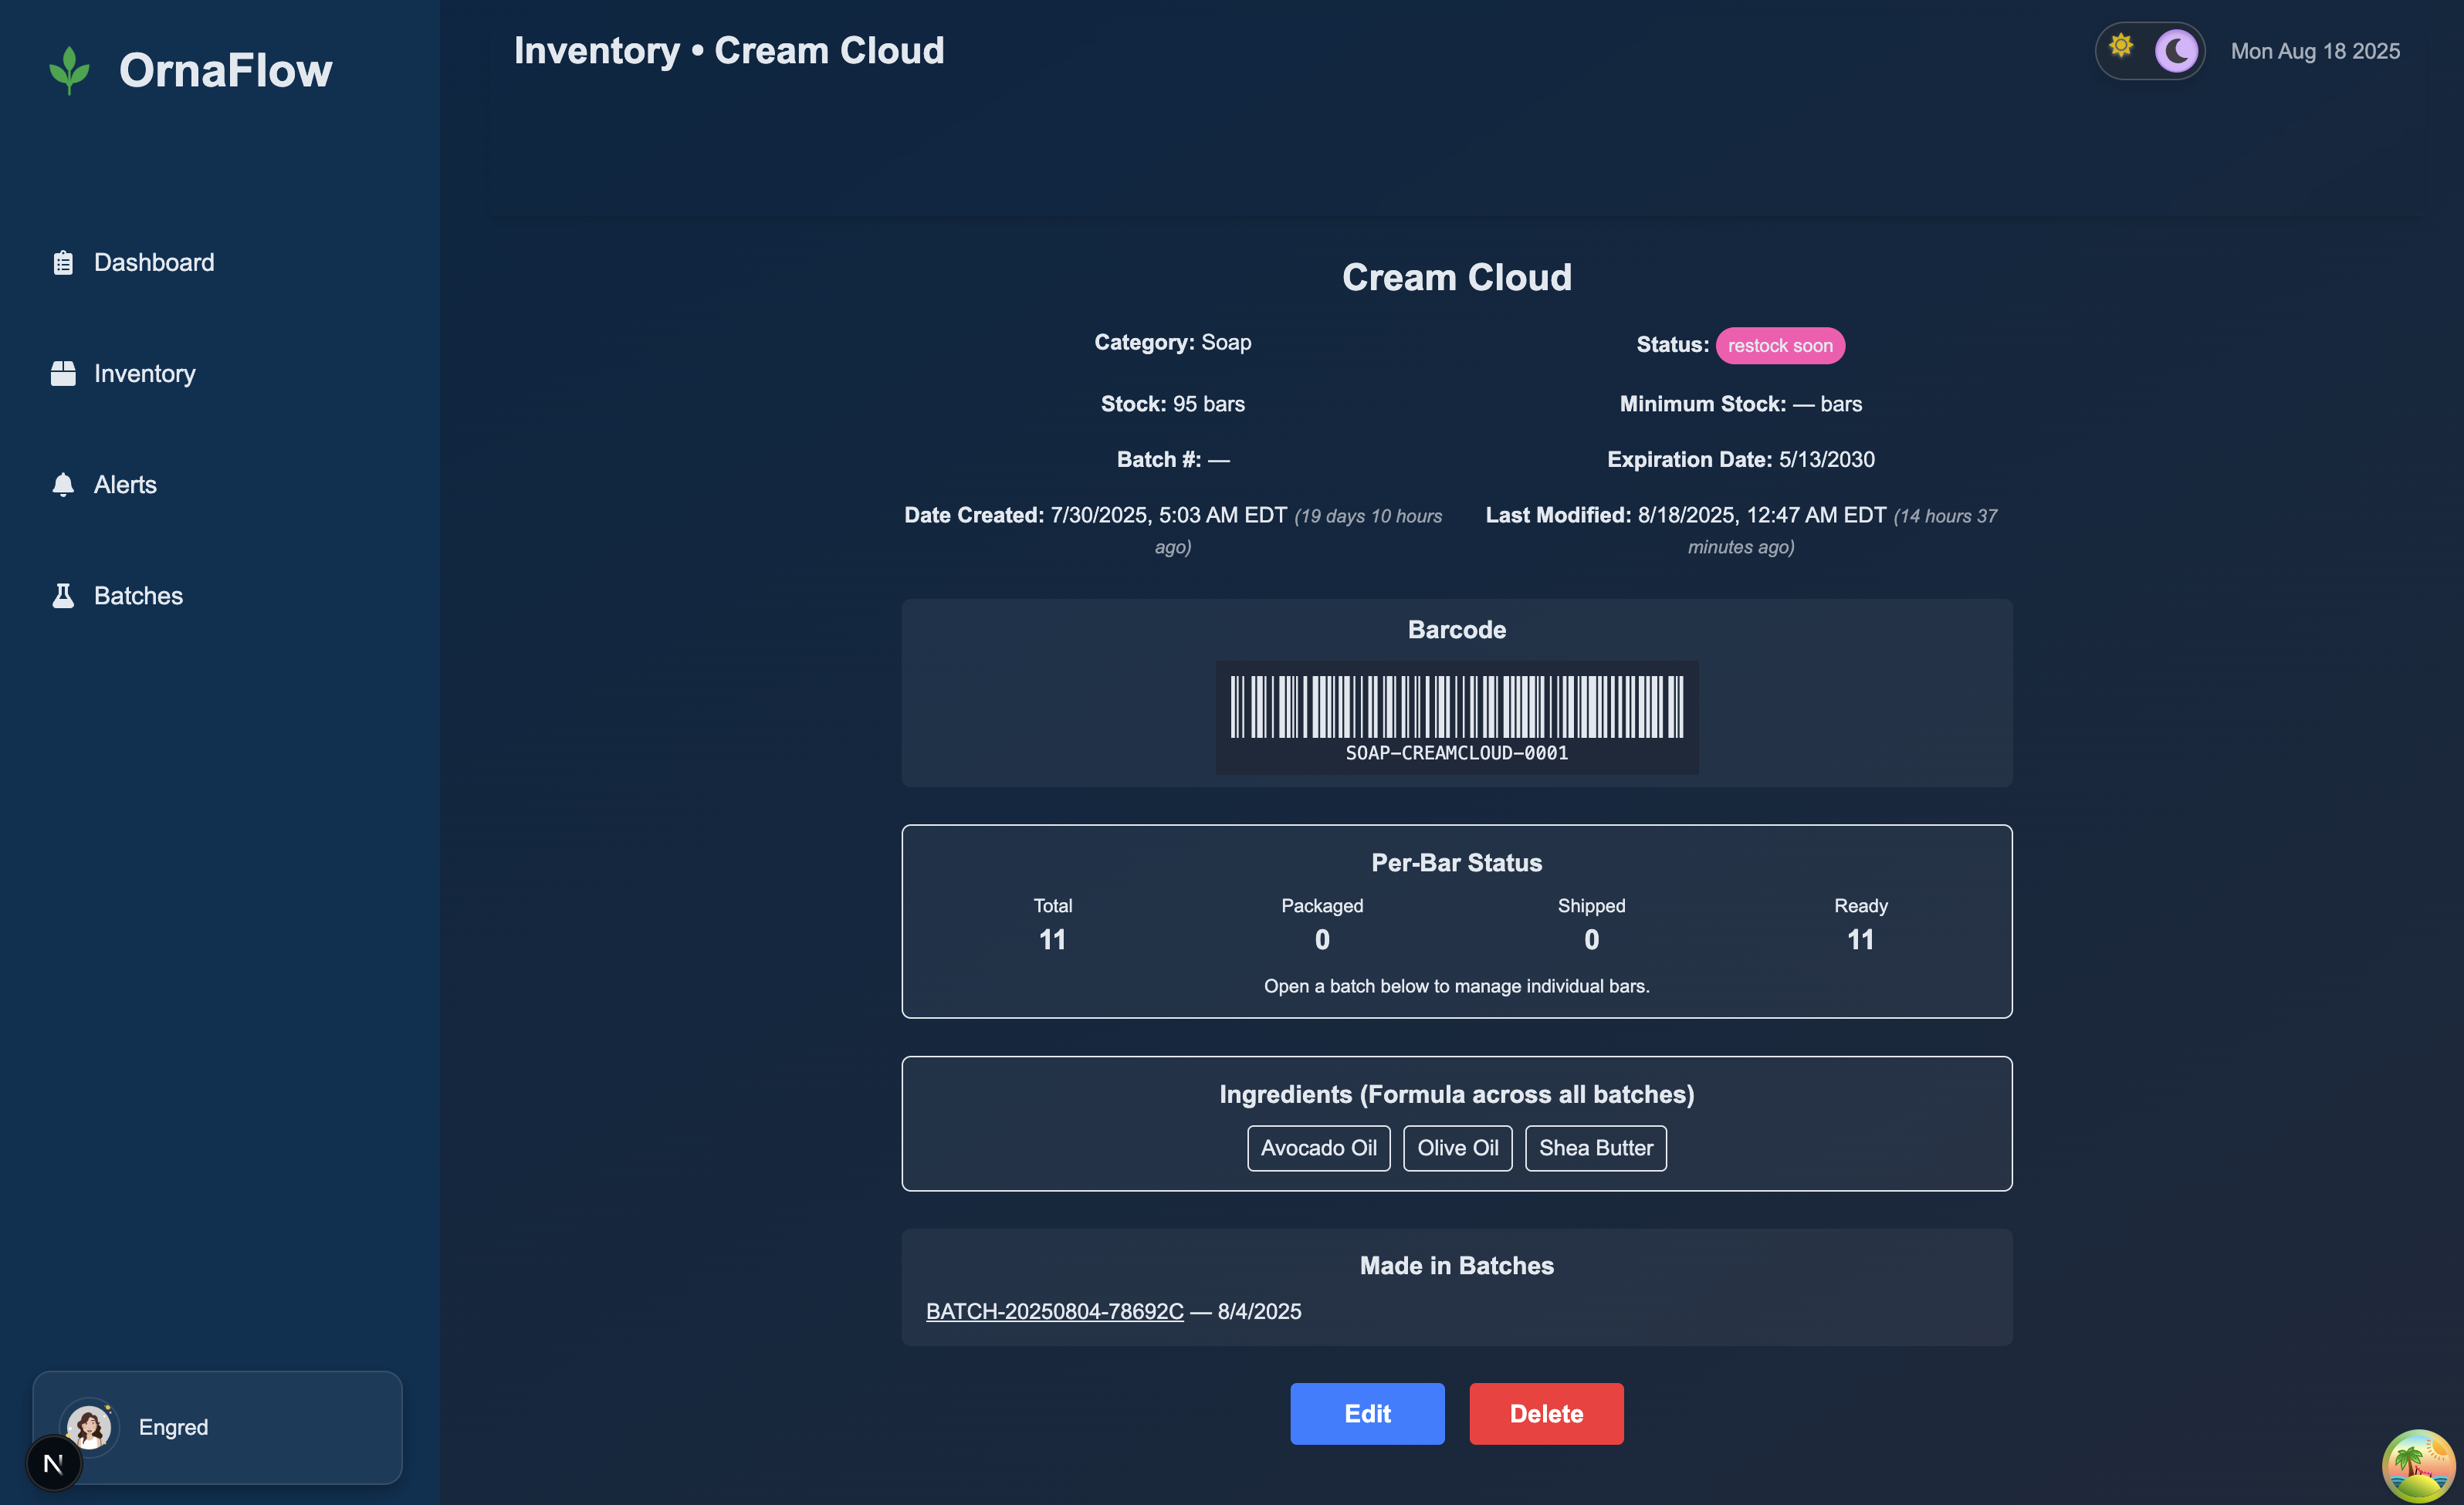 OrnaFlow
Inventory • Cream Cloud
Mon Aug 18 2025
Dashboard
Inventory
Alerts
Batches
Cream Cloud
Category: Soap
Status: restock soon
Stock: 95 bars
Minimum Stock: — bars
Batch #: —
Expiration Date: 5/13/2030
Date Created: 7/30/2025, 5:03 AM EDT (19 days 10 hours
ago)
Last Modified: 8/18/2025, 12:47 AM EDT (14 hours 37
minutes ago)
Barcode
SOAP-CREAMCLOUD-0001
Per-Bar Status
Total
Packaged
Shipped
Ready
11
0
0
11
Open a batch below to manage individual bars.
Ingredients (Formula across all batches)
Avocado Oil
Olive Oil
Shea Butter
Made in Batches
BATCH-20250804-78692C — 8/4/2025
Edit
Delete
Engred
N